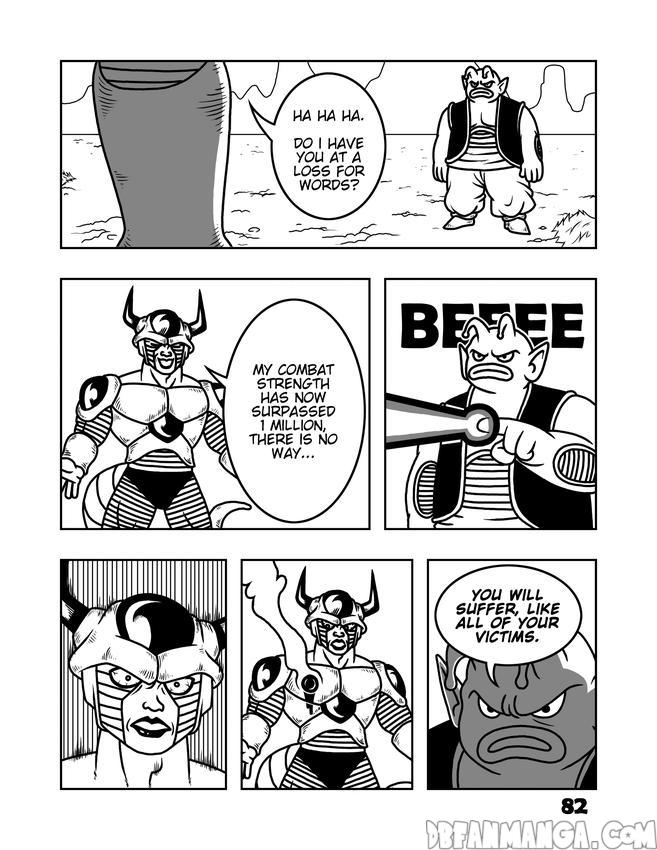 HA HA HA.
DO I HAVE
YOU AT A
LOSS FOR
WORDS?
MY COMBAT
STRENGTH
HAS NOW
SURPASSED
1 MILLION,
THERE IS NO
WAY...
BEEEE
YOU WILL
SUFFER, LIKE
ALL OF YOUR
VICTIMS.
82
DBFANMANGA.COM